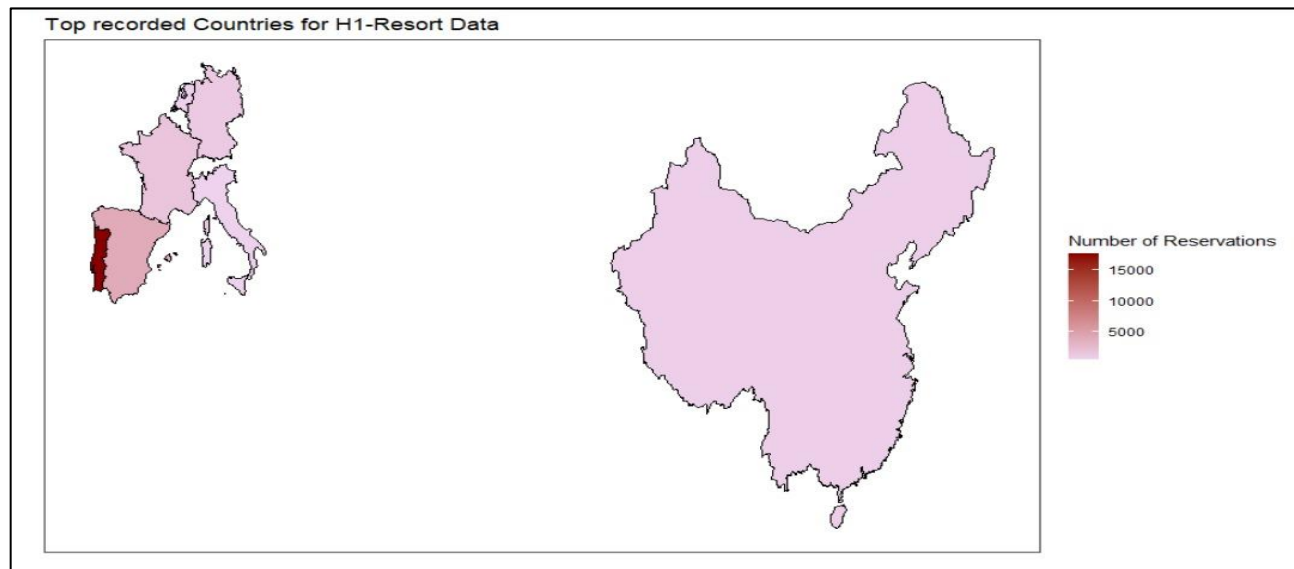 Top recorded Countries for H1-Resort Data
Number of Reservations
15000
10000
5000